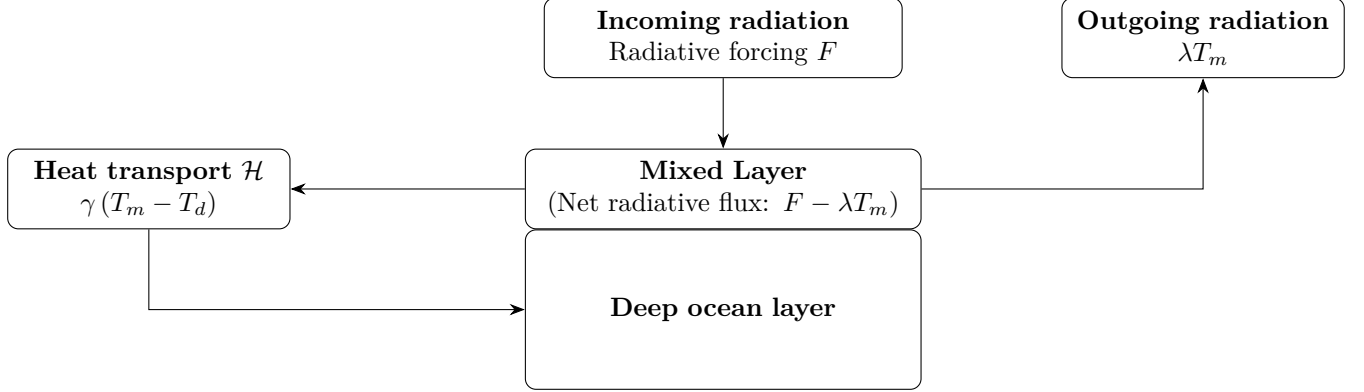 Incoming radiation
Radiative forcing F
Outgoing radiation
λT_m
Heat transport ℋ
γ (T_m − T_d)
Mixed Layer
(Net radiative flux: F − λT_m)
Deep ocean layer